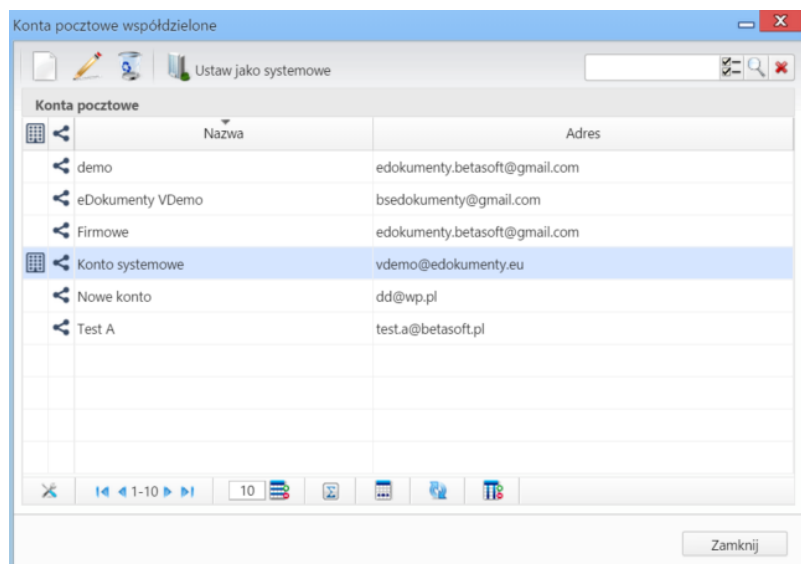 Konta pocztowe współdzielone
Ustaw jako systemowe
Konta pocztowe
Nazwa Adres
demo edokumenty.betasoft@gmail.com
eDokumenty VDemo bsedokumenty@gmail.com
Firmowe edokumenty.betasoft@gmail.com
Konto systemowe vdemo@edokumenty.eu
Nowe konto dd@wp.pl
Test A test.a@betasoft.pl
1-10 10
Zamknij